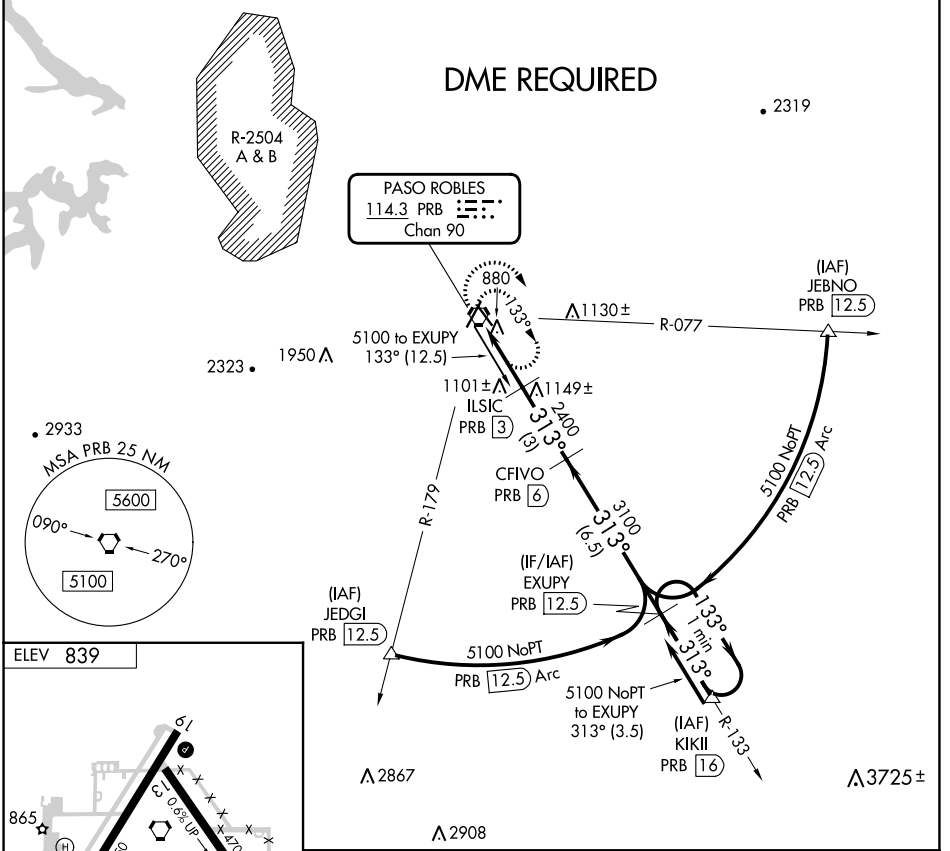 DME REQUIRED
2319
R-2504
A & B
PASO ROBLES
114.3 PRB
Chan 90
(IAF)
JEBNO
PRB 12.5
880
133°
1130±
R-077
5100 to EXUPY
133° (12.5)
1950
2323
1101±
1149±
ILSIC
PRB 3
2400
313°
(3)
2933
MSA PRB 25 NM
5600
090°
270°
5100
R-179
CFIVO
PRB 6
5100 NoPT
PRB 12.5 Arc
3100
313°
(6.5)
(IF/IAF)
EXUPY
PRB 12.5
(IAF)
JEDGI
PRB 12.5
133°
1 min
313°
5100 NoPT
PRB 12.5 Arc
5100 NoPT
to EXUPY
313° (3.5)
(IAF)
KIKII
PRB 16
R-133
ELEV 839
19
P
2867
3725±
X X X X X X X
13
0.6% UP
865
H
2908